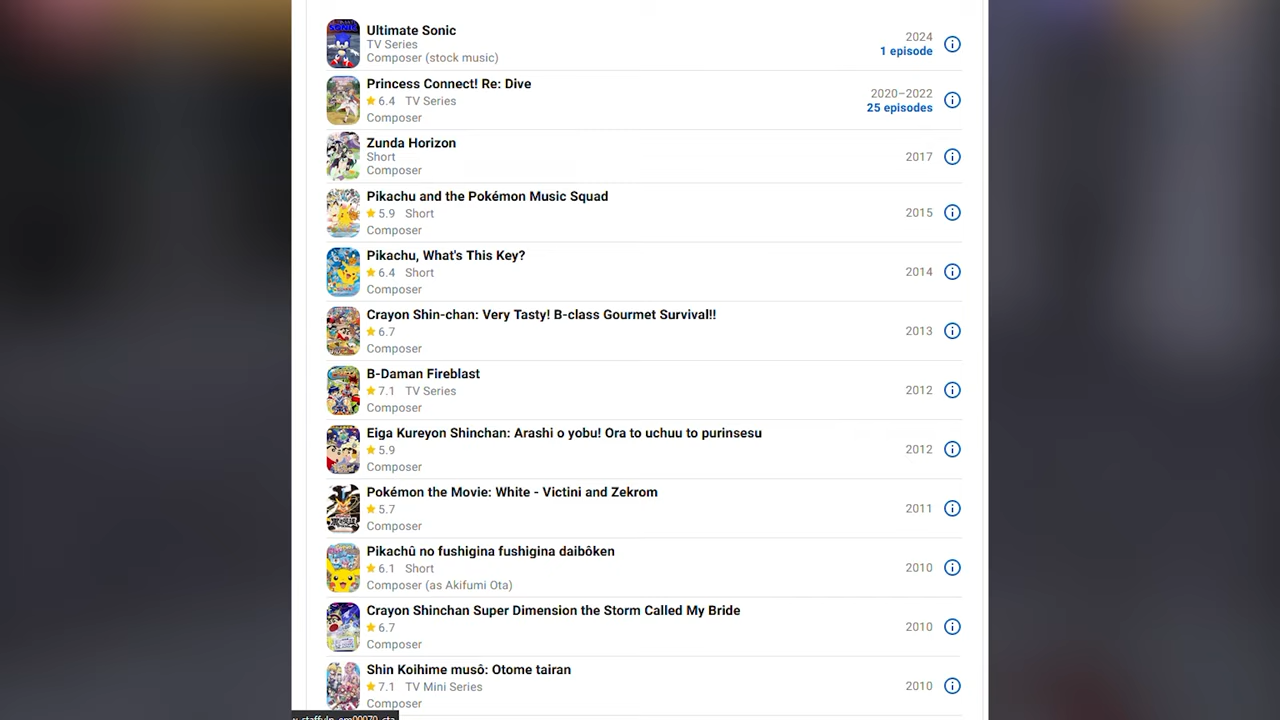 Ultimate Sonic
TV Series
Composer (stock music)
2024
1 episode
Princess Connect! Re: Dive
6.4 TV Series
Composer
2020–2022
25 episodes
Zunda Horizon
Short
Composer
2017
Pikachu and the Pokémon Music Squad
5.9 Short
Composer
2015
Pikachu, What's This Key?
6.4 Short
Composer
2014
Crayon Shin-chan: Very Tasty! B-class Gourmet Survival!!
6.7
Composer
2013
B-Daman Fireblast
7.1 TV Series
Composer
2012
Eiga Kureyon Shinchan: Arashi o yobu! Ora to uchuu to purinsesu
5.9
Composer
2012
Pokémon the Movie: White - Victini and Zekrom
5.7
Composer
2011
Pikachû no fushigina fushigina daibôken
6.1 Short
Composer (as Akifumi Ota)
2010
Crayon Shinchan Super Dimension the Storm Called My Bride
6.7
Composer
2010
Shin Koihime musô: Otome tairan
7.1 TV Mini Series
Composer
2010